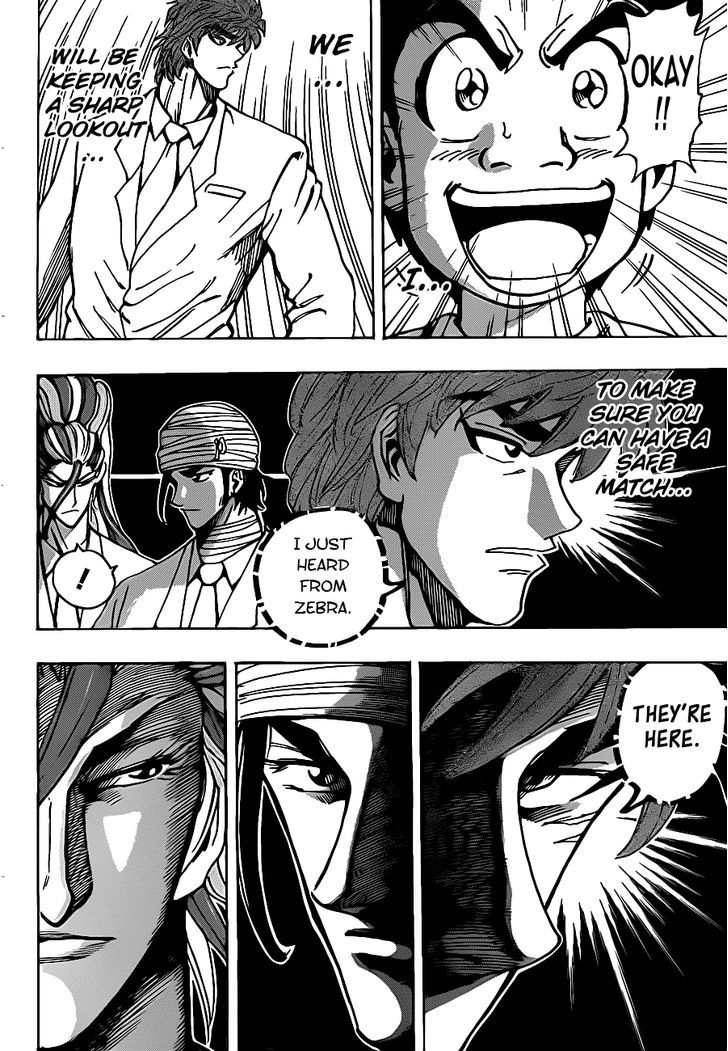 OKAY
!!
I...
WE
...
WILL BE
KEEPING
A SHARP
LOOKOUT
...
TO MAKE
SURE YOU
CAN HAVE A
SAFE
MATCH...
I JUST
HEARD
FROM
ZEBRA.
!
THEY'RE
HERE.